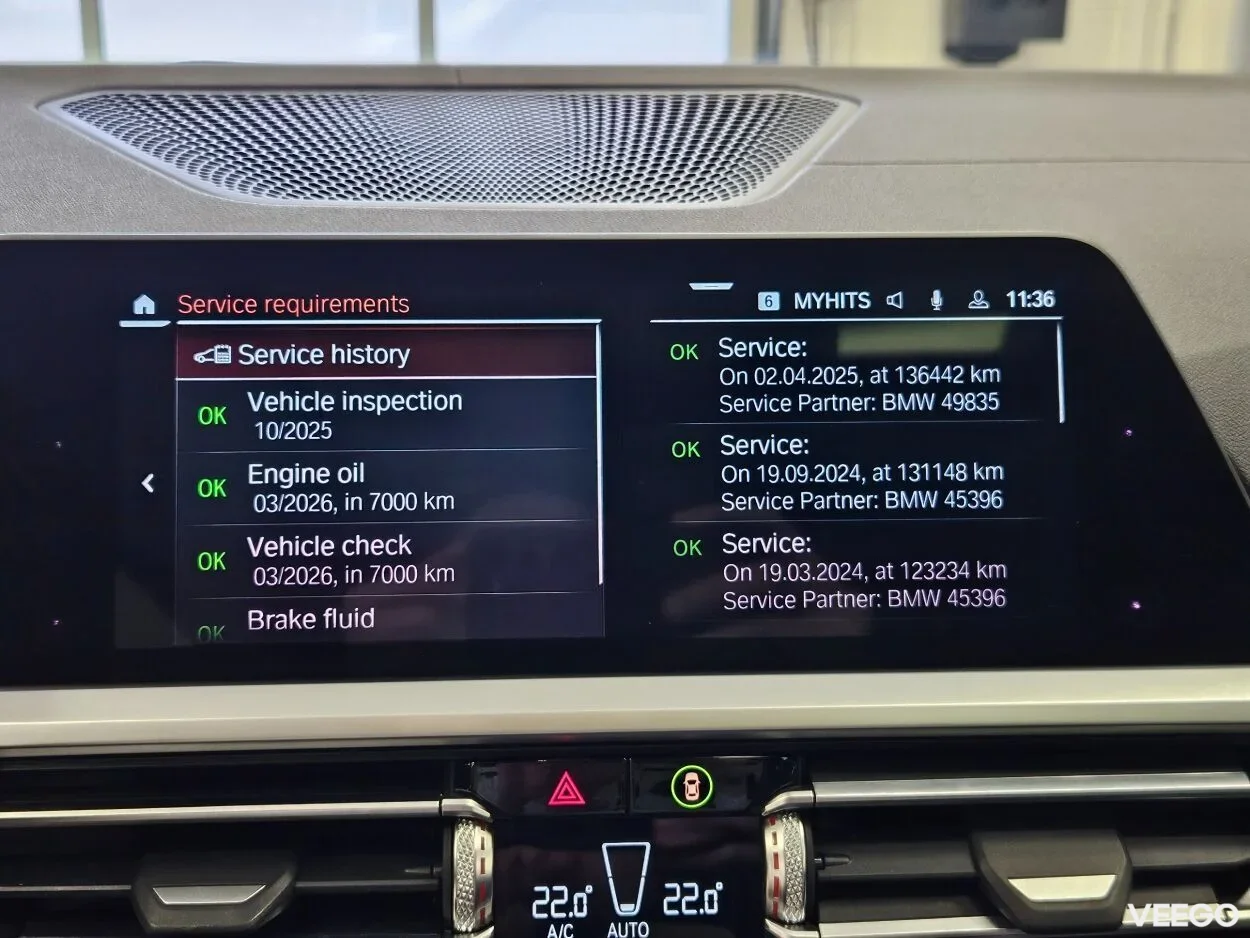 Service requirements
6 MYHITS 11:36
Service history
OK Vehicle inspection
10/2025
OK Engine oil
03/2026, in 7000 km
OK Vehicle check
03/2026, in 7000 km
OK Brake fluid
OK Service:
On 02.04.2025, at 136442 km
Service Partner: BMW 49835
OK Service:
On 19.09.2024, at 131148 km
Service Partner: BMW 45396
OK Service:
On 19.03.2024, at 123234 km
Service Partner: BMW 45396
22.0° 22.0°
A/C AUTO
VEEGO